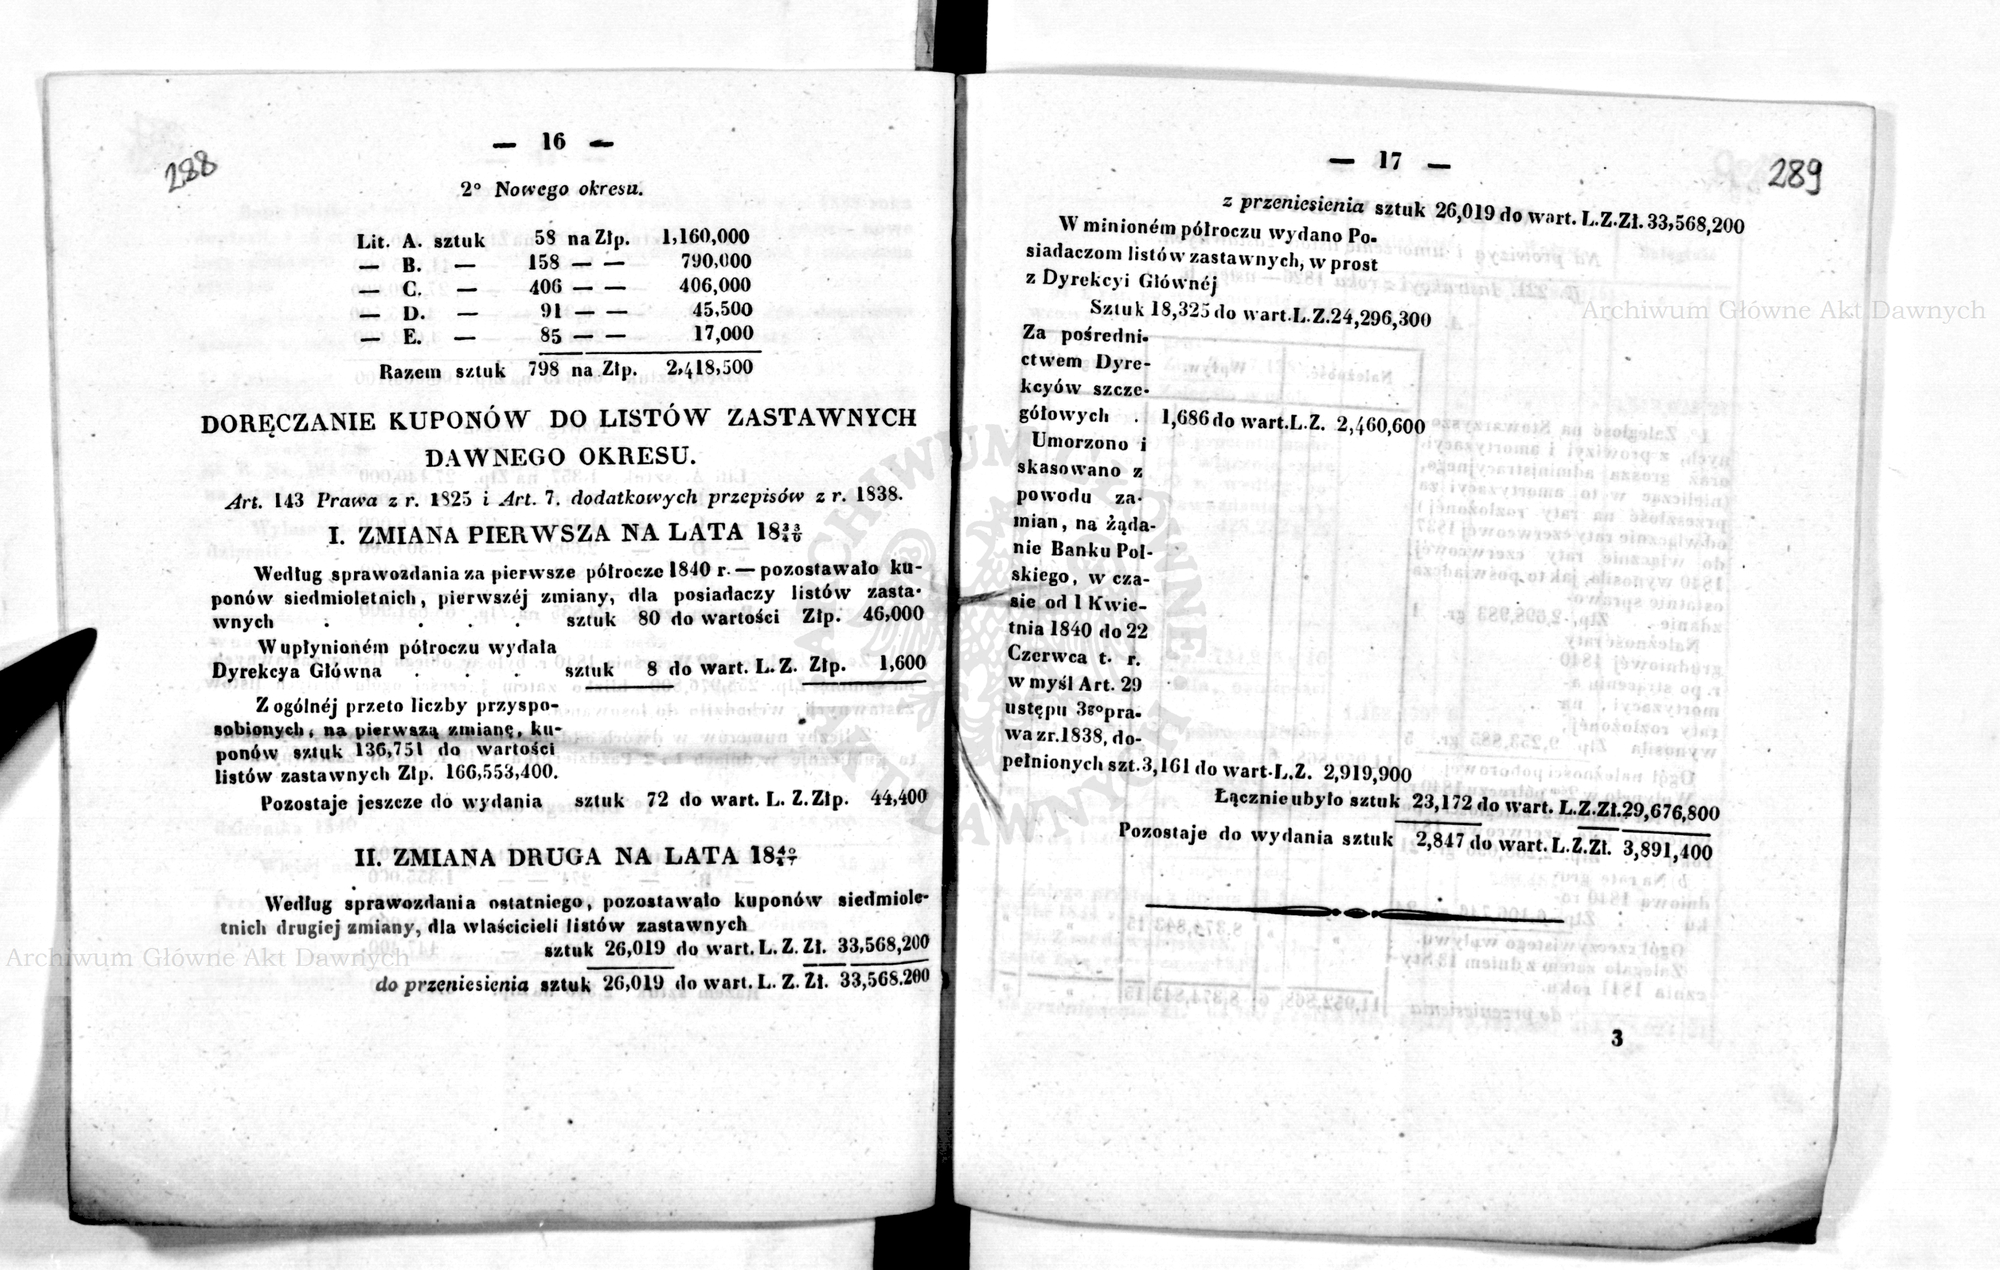 — 16 —
288
2° Nowego okresu.
Lit. A. sztuk 58 na Złp. 1,160,000
— B. — 158 — — 790,000
— C. — 406 — — 406,000
— D. — 91 — — 45,500
— E. — 85 — — 17,000
Razem sztuk 798 na Złp. 2,418,500
DORĘCZANIE KUPONÓW DO LISTÓW ZASTAWNYCH
DAWNEGO OKRESU.
Art. 143 Prawa z r. 1825 i Art. 7. dodatkowych przepisów z r. 1838.
I. ZMIANA PIERWSZA NA LATA 18 33/40
Według sprawozdania za pierwsze półrocze 1840 r. — pozostawało ku-
ponów siedmioletnich, pierwszéj zmiany, dla posiadaczy listów zasta-
wnych . . . . sztuk 80 do wartości Złp. 46,000
W upłynioném półroczu wydała
Dyrekcya Główna . . . sztuk 8 do wart. L. Z. Złp. 1,600
Z ogólnéj przeto liczby przyspo-
sobionych, na pierwszą zmianę, ku-
ponów sztuk 136,751 do wartości
listów zastawnych Złp. 166,553,400.
Pozostaje jeszcze do wydania sztuk 72 do wart. L. Z. Złp. 44,400
II. ZMIANA DRUGA NA LATA 18 40/47
Według sprawozdania ostatniego, pozostawało kuponów siedmiole-
tnich drugiej zmiany, dla właścicieli listów zastawnych
sztuk 26,019 do wart. L. Z. Zł. 33,568,200
do przeniesienia sztuk 26,019 do wart. L. Z. Zł. 33,568.200
— 17 —
289
z przeniesienia sztuk 26,019 do wart. L.Z.Zł. 33,568,200
W minioném półroczu wydano Po-
siadaczom listów zastawnych, w prost
z Dyrekcyi Głównéj
Sztuk 18,325 do wart. L.Z. 24,296,300
Za pośredni-
ctwem Dyre-
kcyów szcze-
gółowych . 1,686 do wart. L.Z. 2,460,600
Umorzono i
skasowano z
powodu za-
mian, na żąda-
nie Banku Pol-
skiego, w cza-
sie od 1 Kwie-
tnia 1840 do 22
Czerwca t. r.
w myśl Art. 29
ustępu 3go pra-
wa z r. 1838, do-
pełnionych szt. 3,161 do wart. L.Z. 2,919,900
Łącznie ubyło sztuk 23,172 do wart. L.Z.Zł. 29,676,800
Pozostaje do wydania sztuk 2,847 do wart. L.Z.Zł. 3,891,400
3
Archiwum Główne Akt Dawnych
Archiwum Główne Akt Dawnych
ARCHIWUM GŁÓWNE AKT DAWNYCH